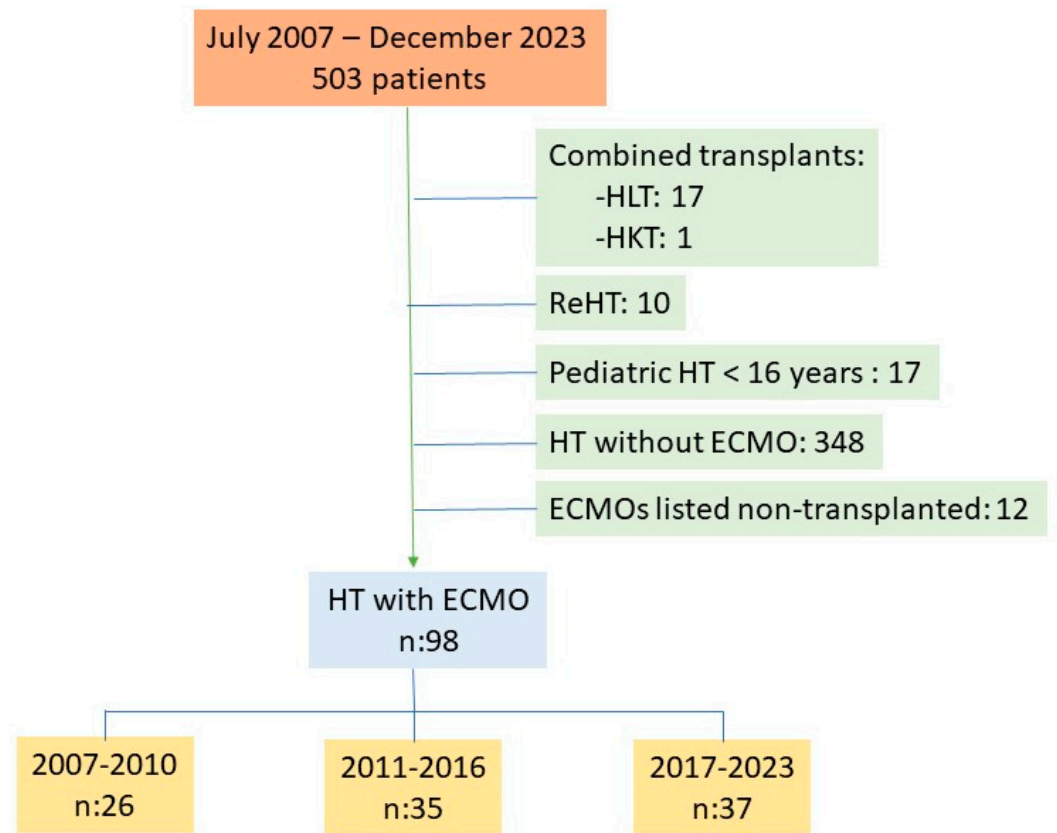 July 2007 – December 2023
503 patients
Combined transplants:
-HLT: 17
-HKT: 1
ReHT: 10
Pediatric HT < 16 years : 17
HT without ECMO: 348
ECMOs listed non-transplanted: 12
HT with ECMO
n:98
2007-2010
n:26
2011-2016
n:35
2017-2023
n:37